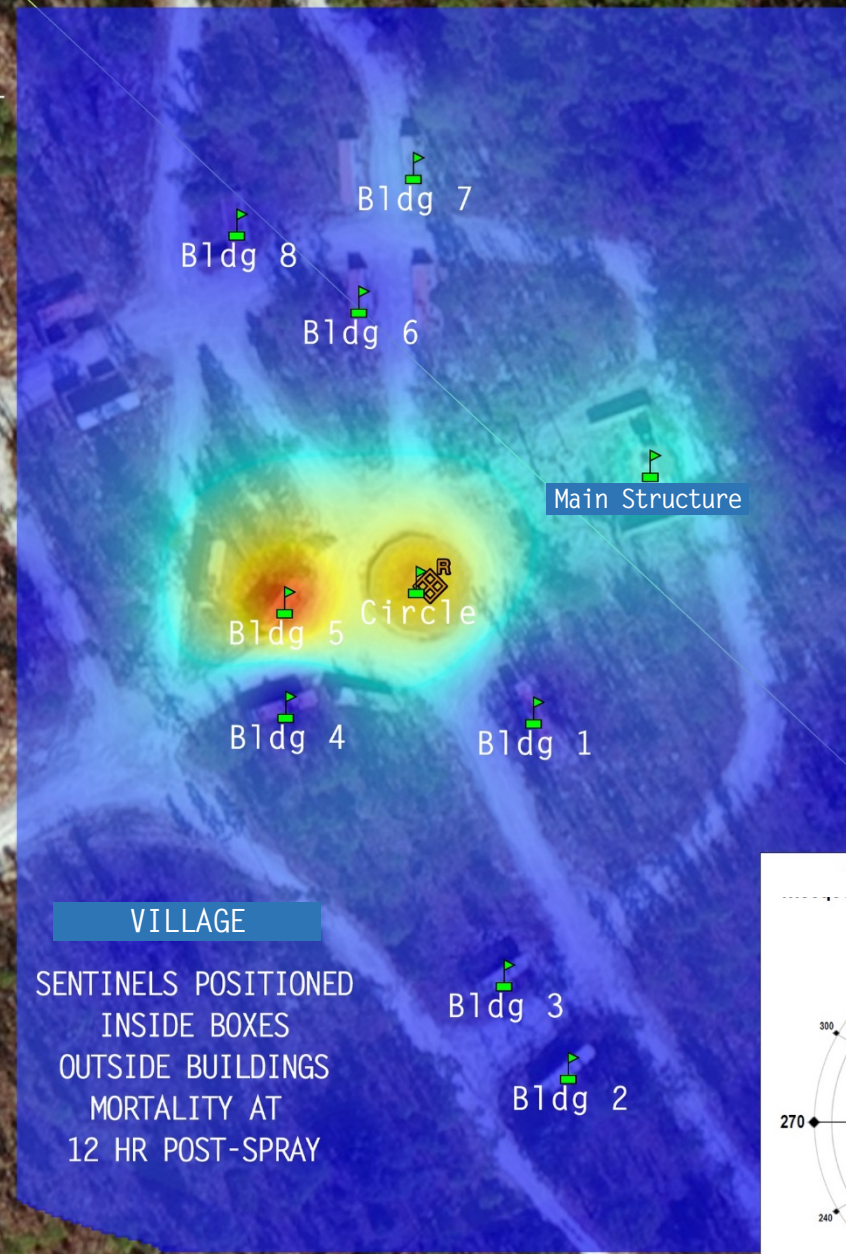 Bldg 7
Bldg 8
Bldg 6
Main Structure
R
Circle
Bldg 5
Bldg 4
Bldg 1
VILLAGE
SENTINELS POSITIONED
INSIDE BOXES
OUTSIDE BUILDINGS
MORTALITY AT
12 HR POST-SPRAY
Bldg 3
Bldg 2
300
270
240